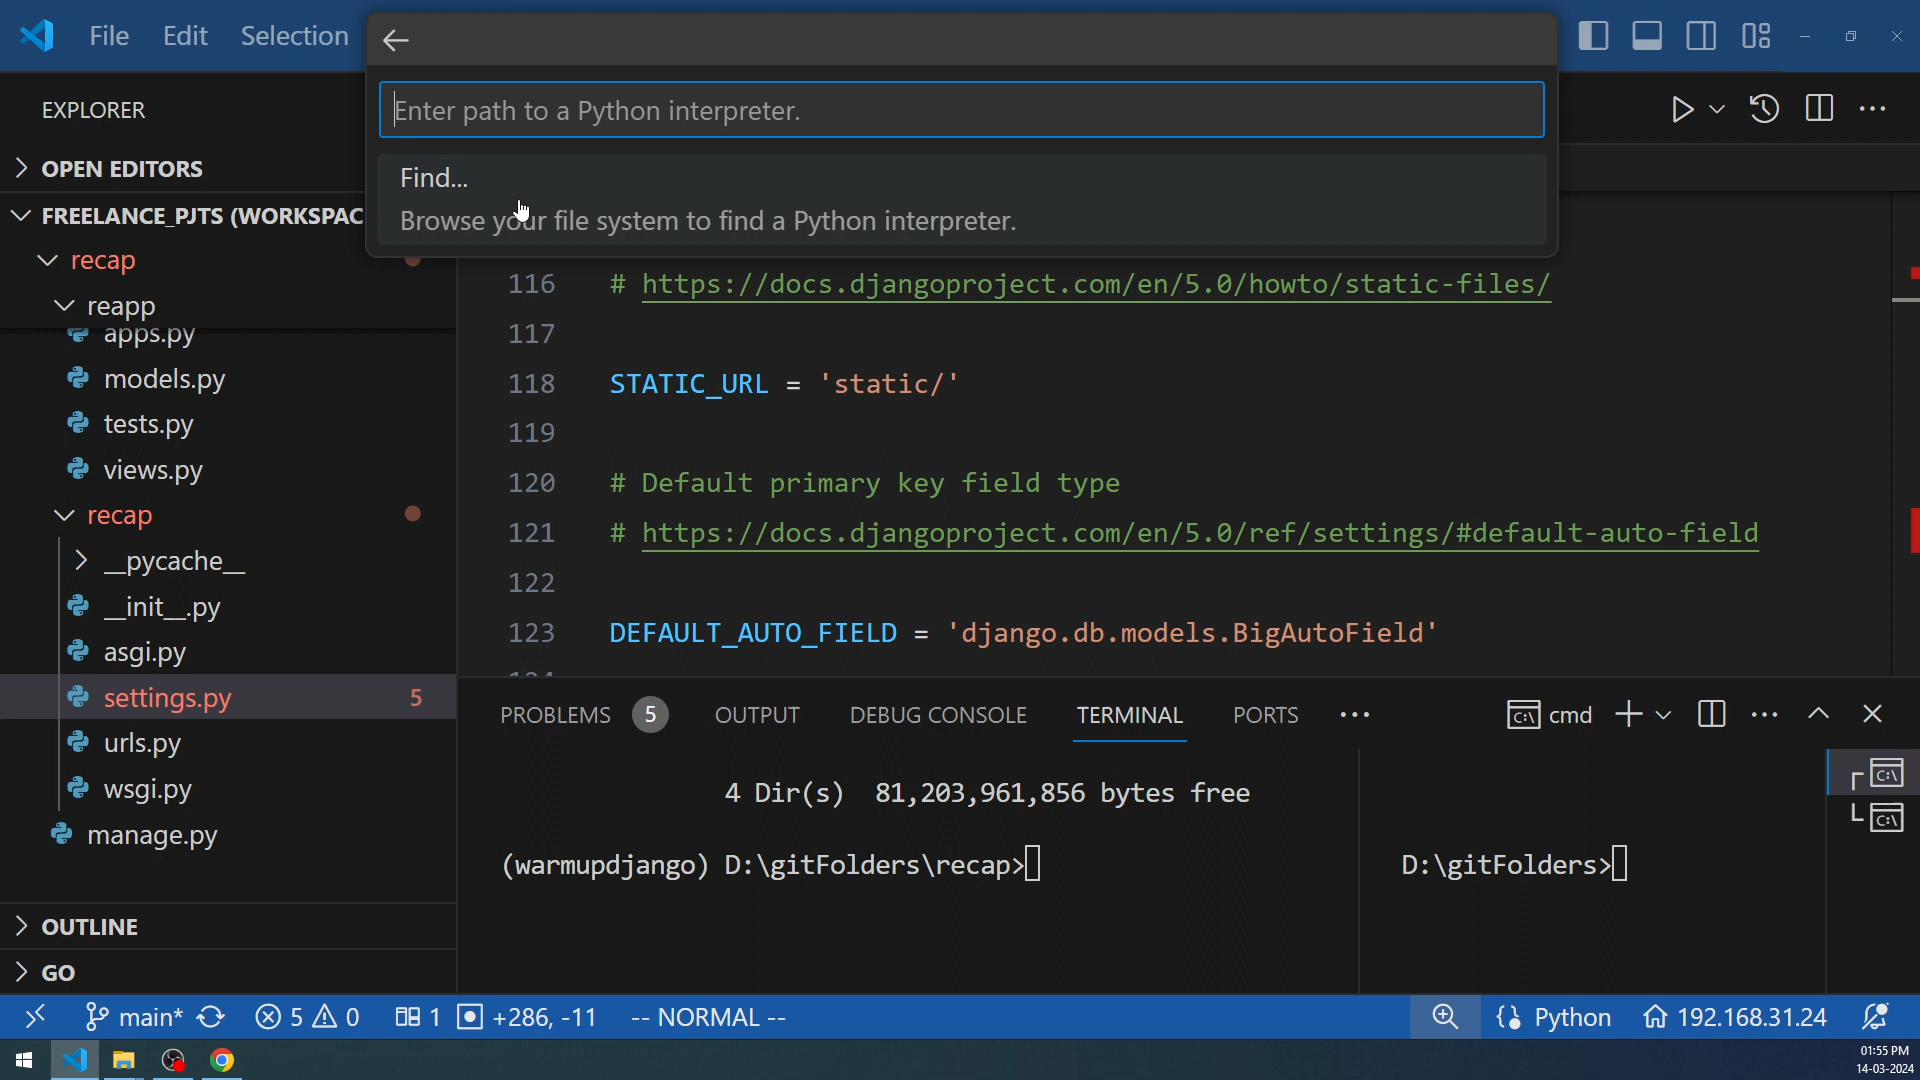 File Edit Selection
Enter path to a Python interpreter.
Find...
Browse your file system to find a Python interpreter.
EXPLORER
OPEN EDITORS
FREELANCE_PJTS (WORKSPAC
recap
reapp
apps.py
models.py
tests.py
views.py
recap
__pycache__
__init__.py
asgi.py
settings.py 5
urls.py
wsgi.py
manage.py
OUTLINE
GO
116 # https://docs.djangoproject.com/en/5.0/howto/static-files/
117
118 STATIC_URL = 'static/'
119
120 # Default primary key field type
121 # https://docs.djangoproject.com/en/5.0/ref/settings/#default-auto-field
122
123 DEFAULT_AUTO_FIELD = 'django.db.models.BigAutoField'
PROBLEMS 5 OUTPUT DEBUG CONSOLE TERMINAL PORTS ··· cmd
4 Dir(s) 81,203,961,856 bytes free
(warmupdjango) D:\gitFolders\recap>
D:\gitFolders>
main* 5 0 1 +286, -11 -- NORMAL -- Python 192.168.31.24
01:55 PM
14-03-2024